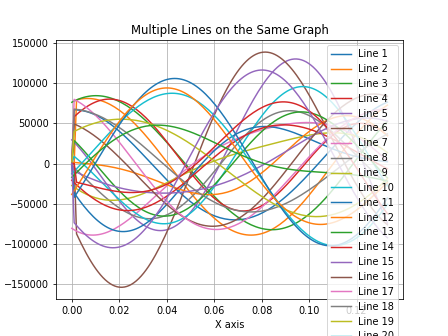 Multiple Lines on the Same Graph
150000
100000
50000
0
−50000
−100000
−150000
0.00
0.02
0.04
0.06
0.08
0.10
X axis
Line 1
Line 2
Line 3
Line 4
Line 5
Line 6
Line 7
Line 8
Line 9
Line 10
Line 11
Line 12
Line 13
Line 14
Line 15
Line 16
Line 17
Line 18
Line 19
Line 20